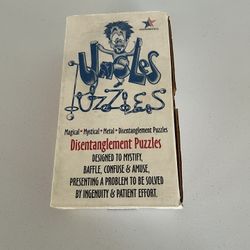 UNCLES
PUZZLES
Magical • Mystical • Metal • Disentanglement Puzzles
Disentanglement Puzzles
DESIGNED TO MYSTIFY,
BAFFLE, CONFUSE & AMUSE,
PRESENTING A PROBLEM TO BE SOLVED
BY INGENUITY & PATIENT EFFORT.